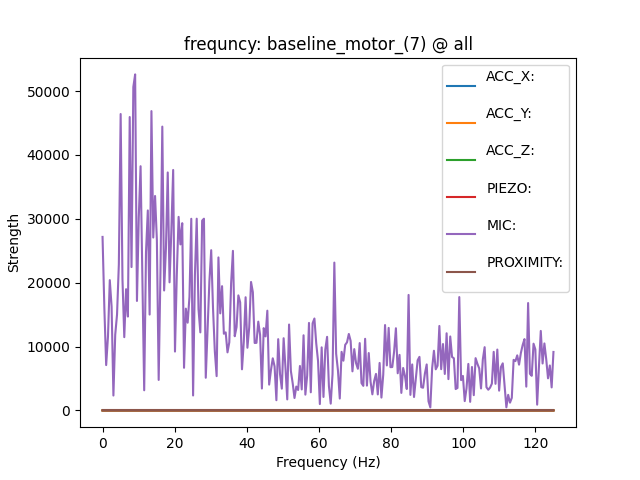 frequncy: baseline_motor_(7) @ all
ACC_X:
ACC_Y:
ACC_Z:
PIEZO:
MIC:
PROXIMITY:
Strength
50000
40000
30000
20000
10000
0
0 20 40 60 80 100 120
Frequency (Hz)